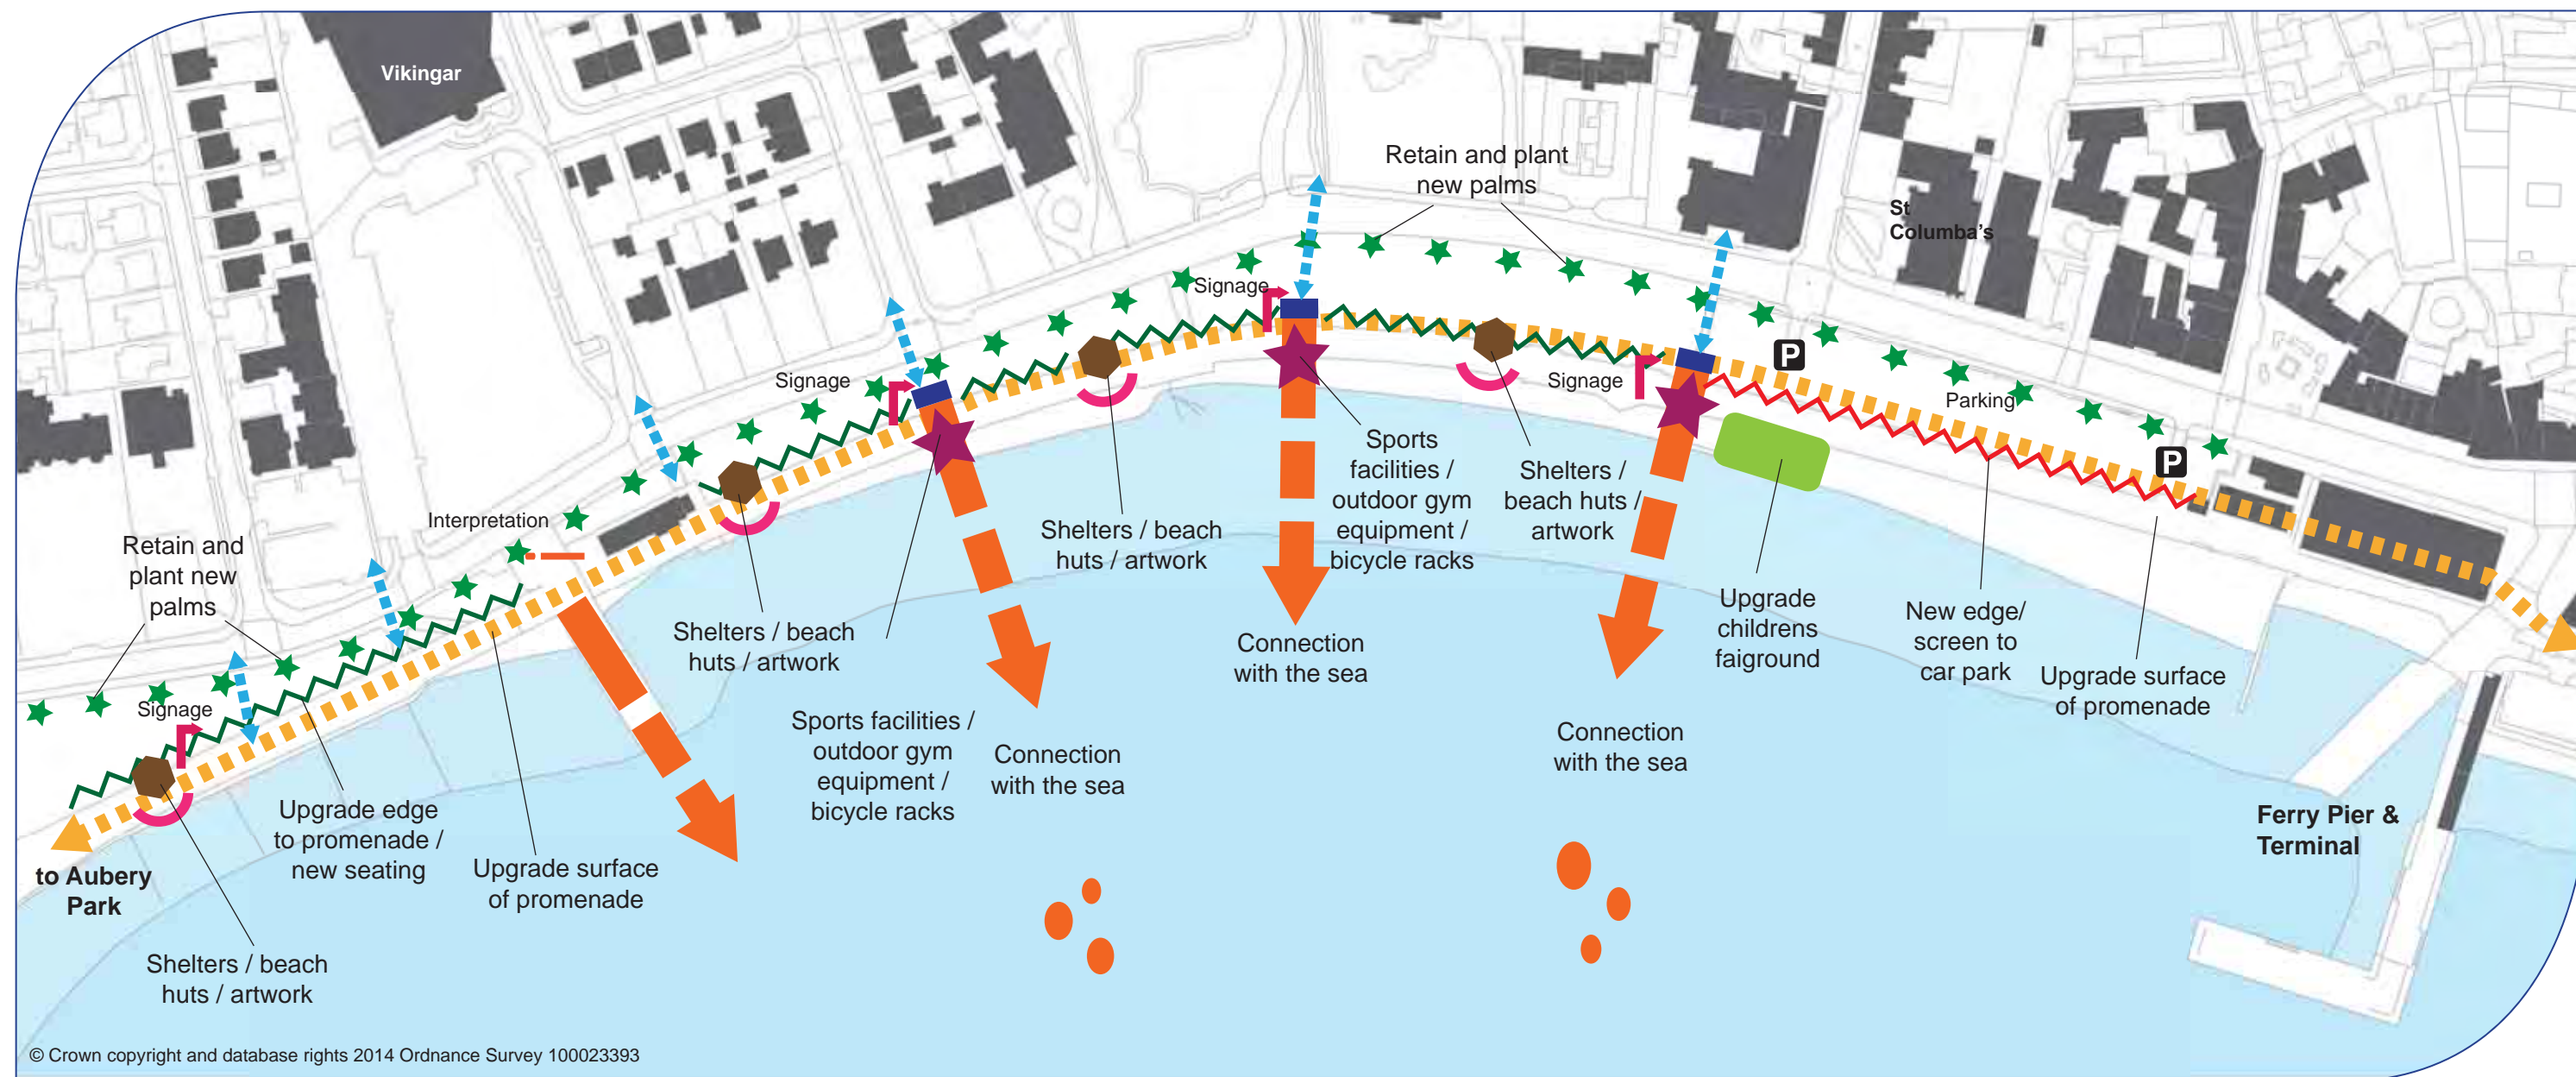 Vikingar
Retain and plant
new palms
St
Columba's
Signage
P
Signage
Signage
Parking
P
Sports
facilities /
outdoor gym
equipment /
bicycle racks
Shelters /
beach huts /
artwork
Interpretation
Shelters / beach
huts / artwork
Retain and
plant new
palms
Upgrade
childrens
faiground
New edge/
screen to
car park
Upgrade surface
of promenade
Shelters / beach
huts / artwork
Connection
with the sea
Signage
Sports facilities /
outdoor gym
equipment /
bicycle racks
Connection
with the sea
Connection
with the sea
Upgrade edge
to promenade /
new seating
Upgrade surface
of promenade
Ferry Pier &
Terminal
to Aubery
Park
Shelters / beach
huts / artwork
© Crown copyright and database rights 2014 Ordnance Survey 100023393